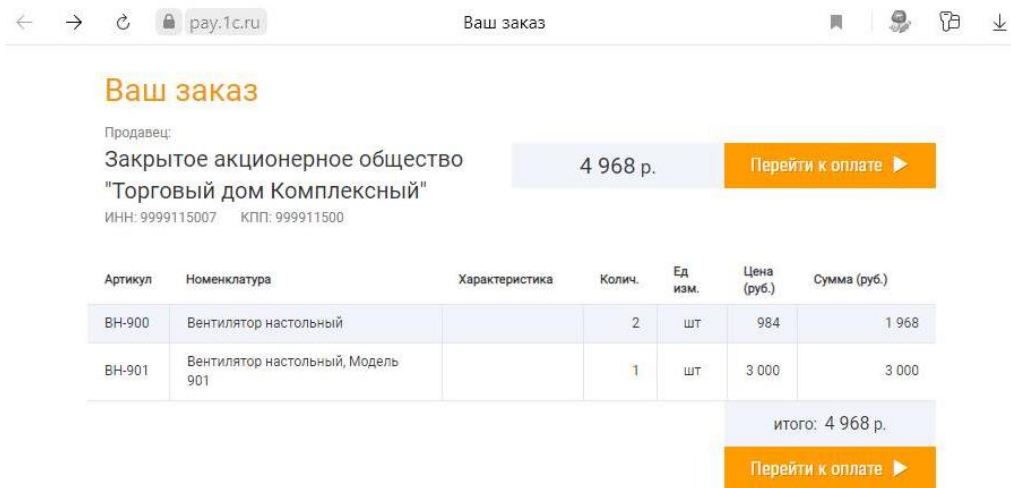 pay.1c.ru Ваш заказ
Ваш заказ
Продавец:
Закрытое акционерное общество
"Торговый дом Комплексный"
ИНН: 9999115007 КПП: 999911500
4 968 р. Перейти к оплате
Артикул Номенклатура Характеристика Колич. Ед изм. Цена (руб.) Сумма (руб.)
ВН-900 Вентилятор настольный 2 шт 984 1 968
ВН-901 Вентилятор настольный, Модель 901 1 шт 3 000 3 000
итого: 4 968 р.
Перейти к оплате